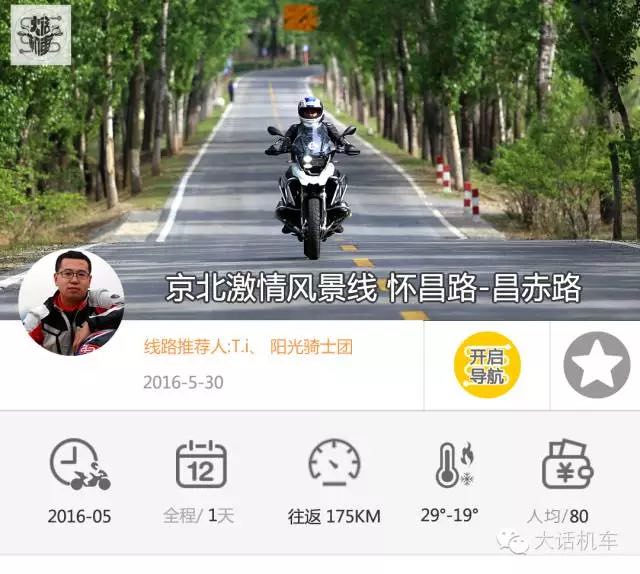 京北激情风景线 怀昌路-昌赤路
线路推荐人:T.i、 阳光骑士团
2016-5-30
开启
导航
12
2016-05
全程/ 1天
往返 175KM
29°-19°
¥
人均/80
大话机车